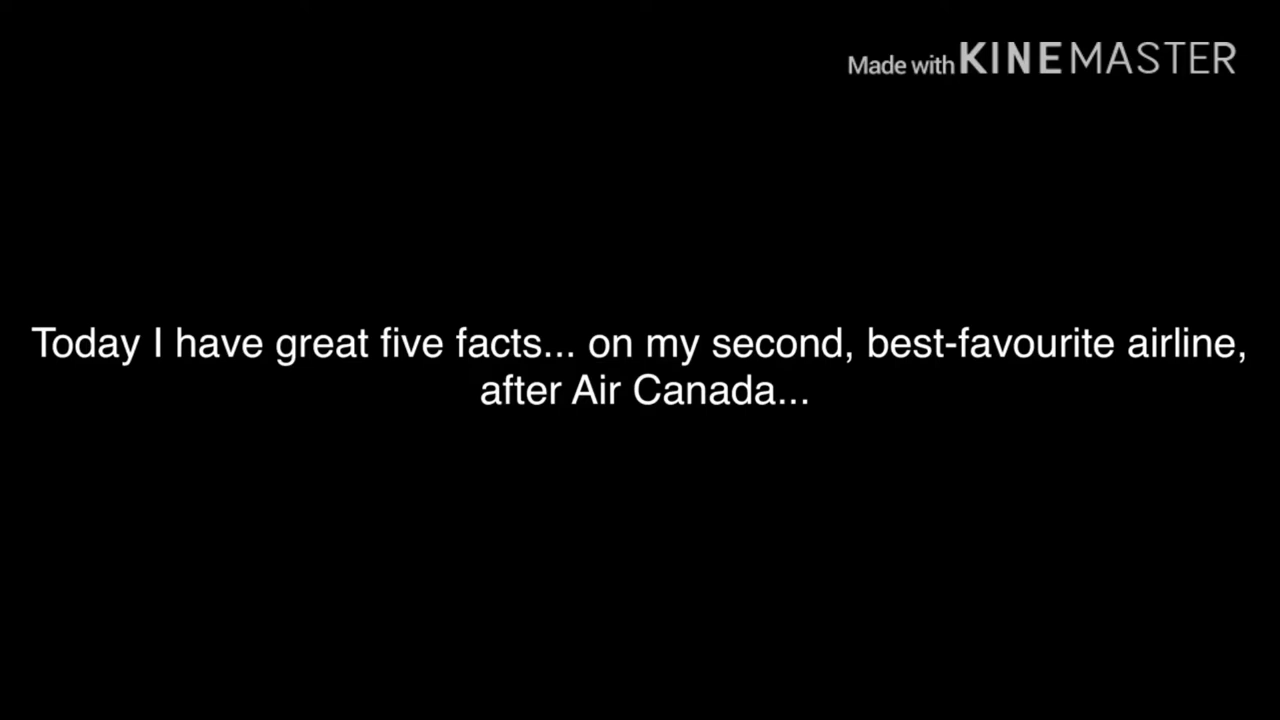 Made with KINEMASTER
Today I have great five facts... on my second, best-favourite airline,
after Air Canada...